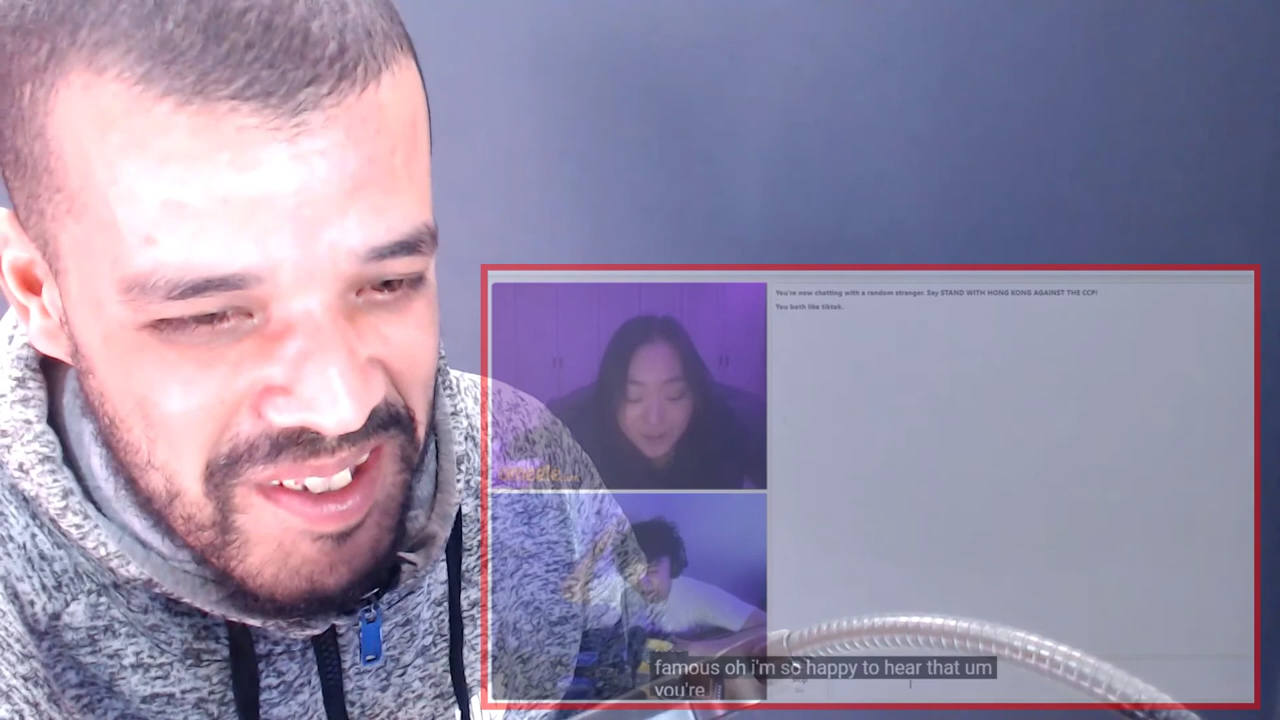 You're now chatting with a random stranger. Say STAND WITH HONG KONG AGAINST THE CCP!
You both like tiktok.
famous oh i'm so happy to hear that um
you're